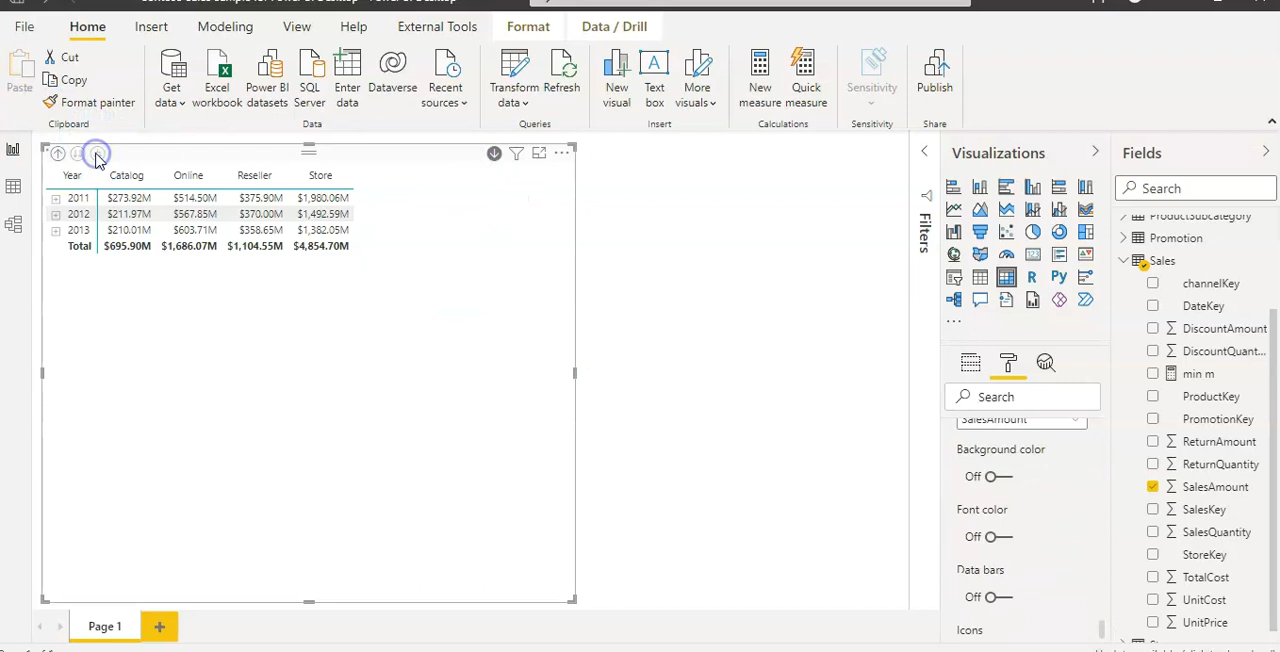 File Home Insert Modeling View Help External Tools Format Data / Drill
Paste
Cut
Copy
Format painter
Clipboard
Get data
Excel workbook
Power BI datasets
SQL Server
Enter data
Dataverse
Recent sources
Data
Transform data
Refresh
Queries
New visual
Text box
More visuals
Insert
New measure
Quick measure
Calculations
Sensitivity
Sensitivity
Publish
Share
Year Catalog Online Reseller Store
2011 $273.92M $514.50M $375.90M $1,980.06M
2012 $211.97M $567.85M $370.00M $1,492.59M
2013 $210.01M $603.71M $358.65M $1,382.05M
Total $695.90M $1,686.07M $1,104.55M $4,854.70M
Filters
Visualizations
R Py
Search
SalesAmount
Background color
Off
Font color
Off
Data bars
Off
Icons
Fields
Search
ProductSubcategory
Promotion
Sales
channelKey
DateKey
DiscountAmount
DiscountQuant...
min m
ProductKey
PromotionKey
ReturnAmount
ReturnQuantity
SalesAmount
SalesKey
SalesQuantity
StoreKey
TotalCost
UnitCost
UnitPrice
Page 1